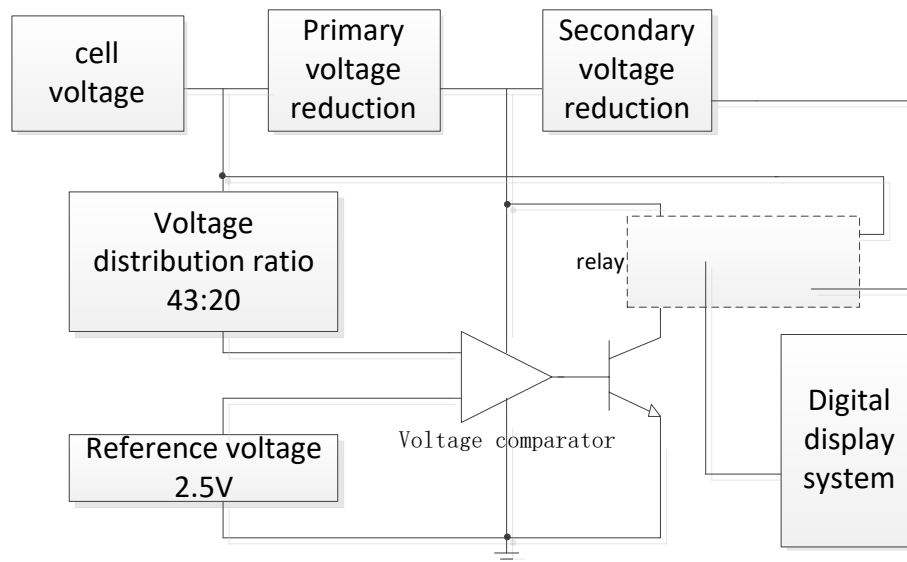 cell
voltage
Primary
voltage
reduction
Secondary
voltage
reduction
Voltage
distribution ratio
43:20
relay
Reference voltage
2.5V
Voltage comparator
Digital
display
system